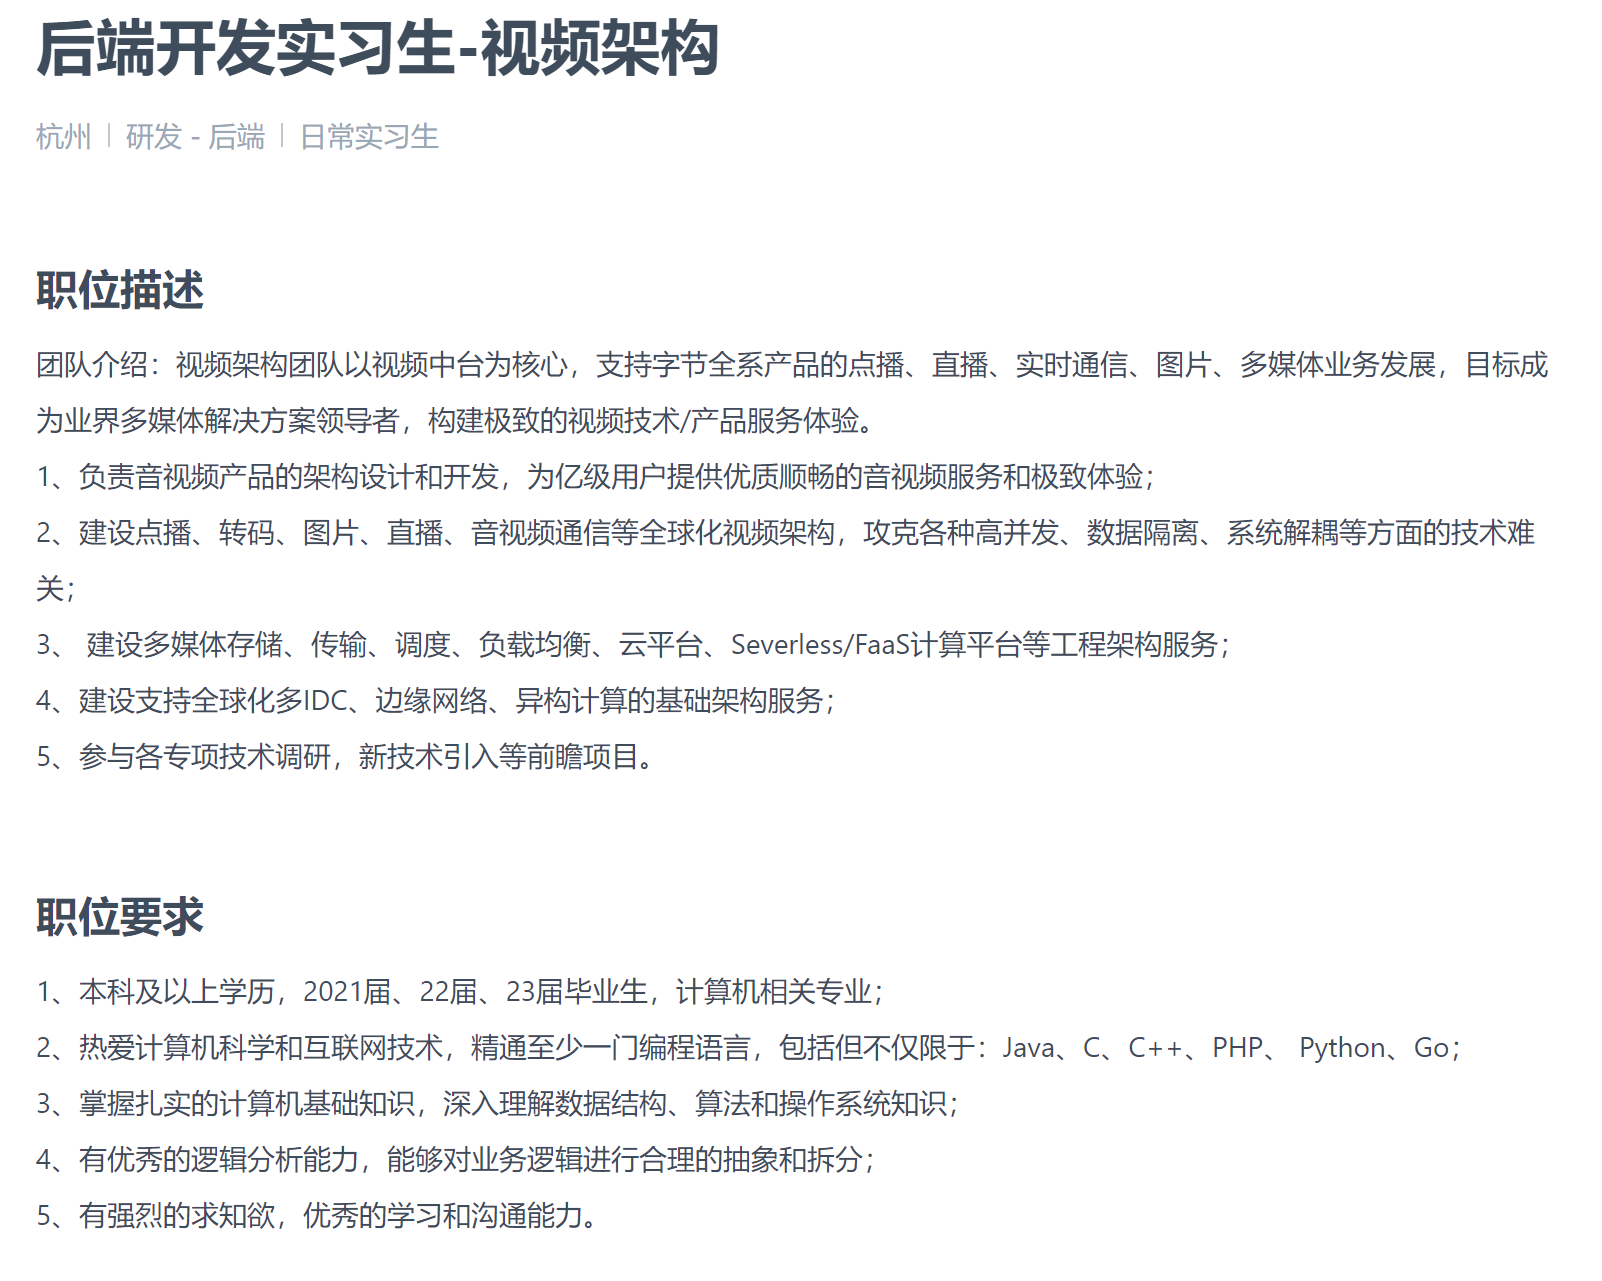 后端开发实习生-视频架构
杭州 | 研发 - 后端 | 日常实习生
职位描述
团队介绍：视频架构团队以视频中台为核心，支持字节全系产品的点播、直播、实时通信、图片、多媒体业务发展，目标成
为业界多媒体解决方案领导者，构建极致的视频技术/产品服务体验。
1、负责音视频产品的架构设计和开发，为亿级用户提供优质顺畅的音视频服务和极致体验；
2、建设点播、转码、图片、直播、音视频通信等全球化视频架构，攻克各种高并发、数据隔离、系统解耦等方面的技术难
关；
3、 建设多媒体存储、传输、调度、负载均衡、云平台、Severless/FaaS计算平台等工程架构服务；
4、建设支持全球化多IDC、边缘网络、异构计算的基础架构服务；
5、参与各专项技术调研，新技术引入等前瞻项目。
职位要求
1、本科及以上学历，2021届、22届、23届毕业生，计算机相关专业；
2、热爱计算机科学和互联网技术，精通至少一门编程语言，包括但不仅限于：Java、C、C++、PHP、 Python、Go；
3、掌握扎实的计算机基础知识，深入理解数据结构、算法和操作系统知识；
4、有优秀的逻辑分析能力，能够对业务逻辑进行合理的抽象和拆分；
5、有强烈的求知欲，优秀的学习和沟通能力。